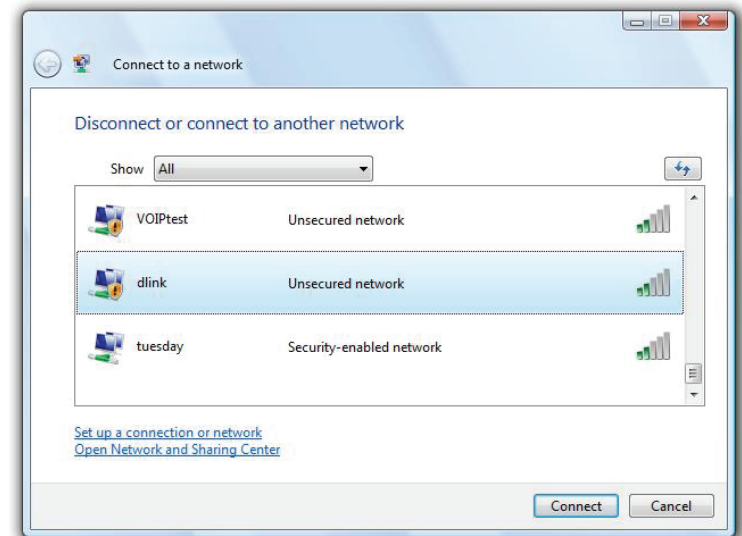 Connect to a network
Disconnect or connect to another network
Show All
VOIPtest Unsecured network
dlink Unsecured network
tuesday Security-enabled network
Set up a connection or network
Open Network and Sharing Center
Connect Cancel